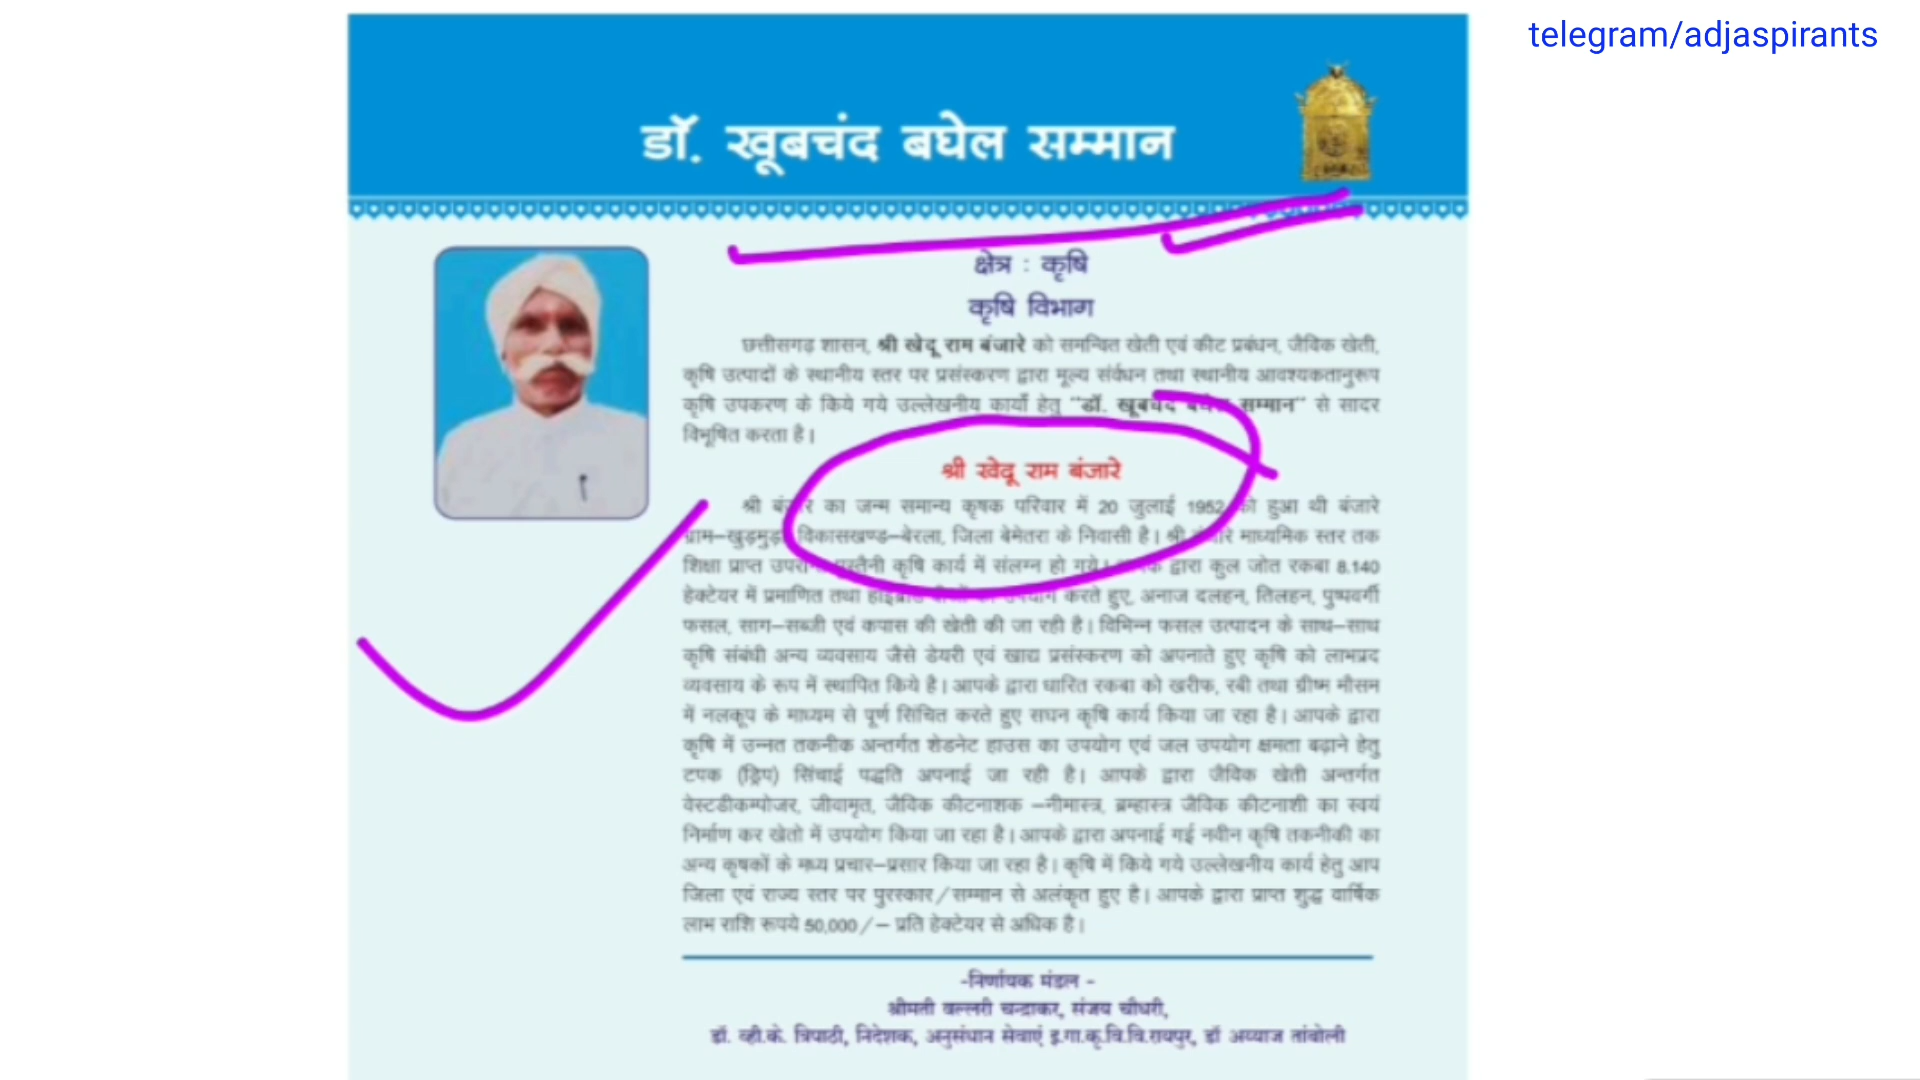 telegram/adjaspirants
डॉ. खूबचंद बघेल सम्मान
क्षेत्र : कृषि
कृषि विभाग
छत्तीसगढ़ शासन, श्री खेदू राम बंजारे को समन्वित खेती एवं कीट प्रबंधन, जैविक खेती,
कृषि उत्पादों के स्थानीय स्तर पर प्रसंस्करण द्वारा मूल्य संर्वधन तथा स्थानीय आवश्यकतानुरूप
कृषि उपकरण के किये गये उल्लेखनीय कार्यों हेतु "डॉ. खूबचंद बघेल सम्मान" से सादर
विभूषित करता है।
श्री खेदू राम बंजारे
श्री बंजारे का जन्म समान्य कृषक परिवार में 20 जुलाई 1952 को हुआ थी बंजारे
ग्राम–खुड़मुड़ा विकासखण्ड–बेरला, जिला बेमेतरा के निवासी है। श्री बंजारे माध्यमिक स्तर तक
शिक्षा प्राप्त उपरान्त पुस्तैनी कृषि कार्य में संलग्न हो गये। आपके द्वारा कुल जोत रकबा 8.140
हेक्टेयर में प्रमाणित तथा हाइब्रीड बीजों का उपयोग करते हुए, अनाज दलहन, तिलहन, पुष्पवर्गी
फसल, साग–सब्जी एवं कपास की खेती की जा रही है। विभिन्न फसल उत्पादन के साथ–साथ
कृषि संबंधी अन्य व्यवसाय जैसे डेयरी एवं खाद्य प्रसंस्करण को अपनाते हुए कृषि को लाभप्रद
व्यवसाय के रूप में स्थापित किये है। आपके द्वारा धारित रकबा को खरीफ, रबी तथा ग्रीष्म मौसम
में नलकूप के माध्यम से पूर्ण सिंचित करते हुए सघन कृषि कार्य किया जा रहा है। आपके द्वारा
कृषि में उन्नत तकनीक अन्तर्गत शेडनेट हाउस का उपयोग एवं जल उपयोग क्षमता बढ़ाने हेतु
टपक (ड्रिप) सिंचाई पद्धति अपनाई जा रही है। आपके द्वारा जैविक खेती अन्तर्गत
वेस्टडीकम्पोजर, जीवामृत, जैविक कीटनाशक –नीमास्त्र, ब्रम्हास्त्र जैविक कीटनाशी का स्वयं
निर्माण कर खेतो में उपयोग किया जा रहा है। आपके द्वारा अपनाई गई नवीन कृषि तकनीकी का
अन्य कृषकों के मध्य प्रचार–प्रसार किया जा रहा है। कृषि में किये गये उल्लेखनीय कार्य हेतु आप
जिला एवं राज्य स्तर पर पुरस्कार/सम्मान से अलंकृत हुए है। आपके द्वारा प्राप्त शुद्ध वार्षिक
लाभ राशि रूपये 50,000/– प्रति हेक्टेयर से अधिक है।
-निर्णायक मंडल -
श्रीमती वल्लरी चन्द्राकर, संजय चौधरी,
डॉ. व्ही.के. त्रिपाठी, निदेशक, अनुसंधान सेवाएं इ.गा.कृ.वि.वि.रायपुर, डॉ अय्याज तांबोली